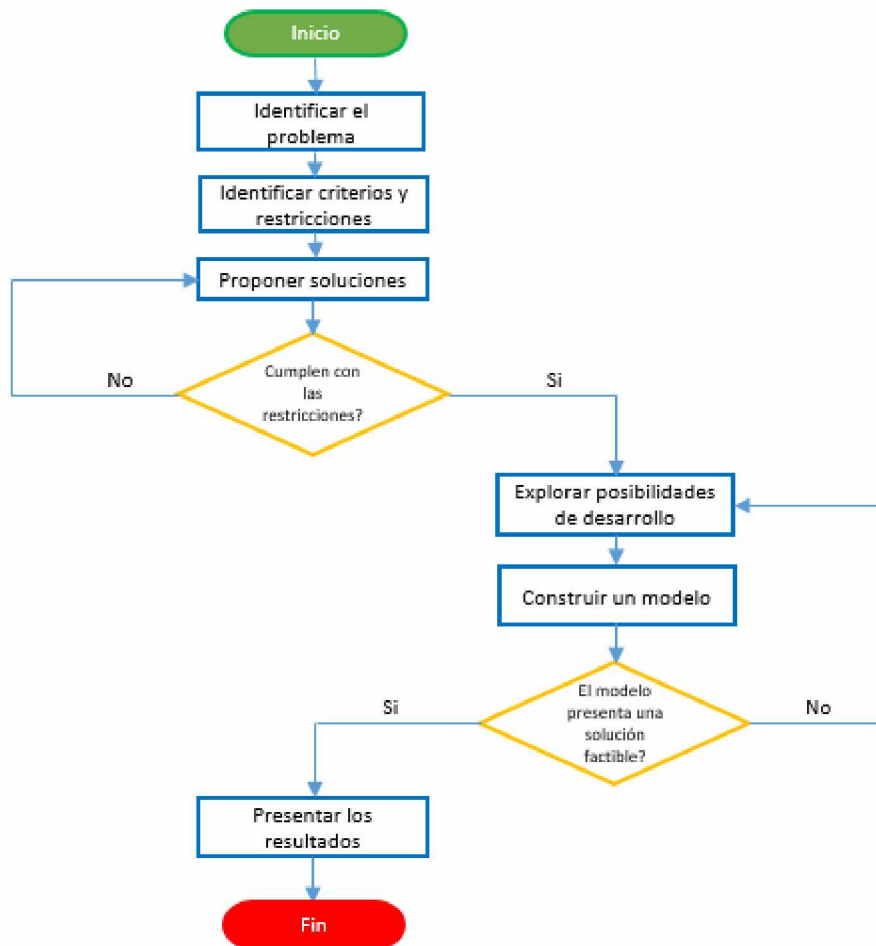 Inicio
Identificar el
problema
Identificar criterios y
restricciones
Proponer soluciones
No
Cumplen con
las
restricciones?
Si
Explorar posibilidades
de desarrollo
Construir un modelo
Si
El modelo
presenta una
solución
factible?
No
Presentar los
resultados
Fin